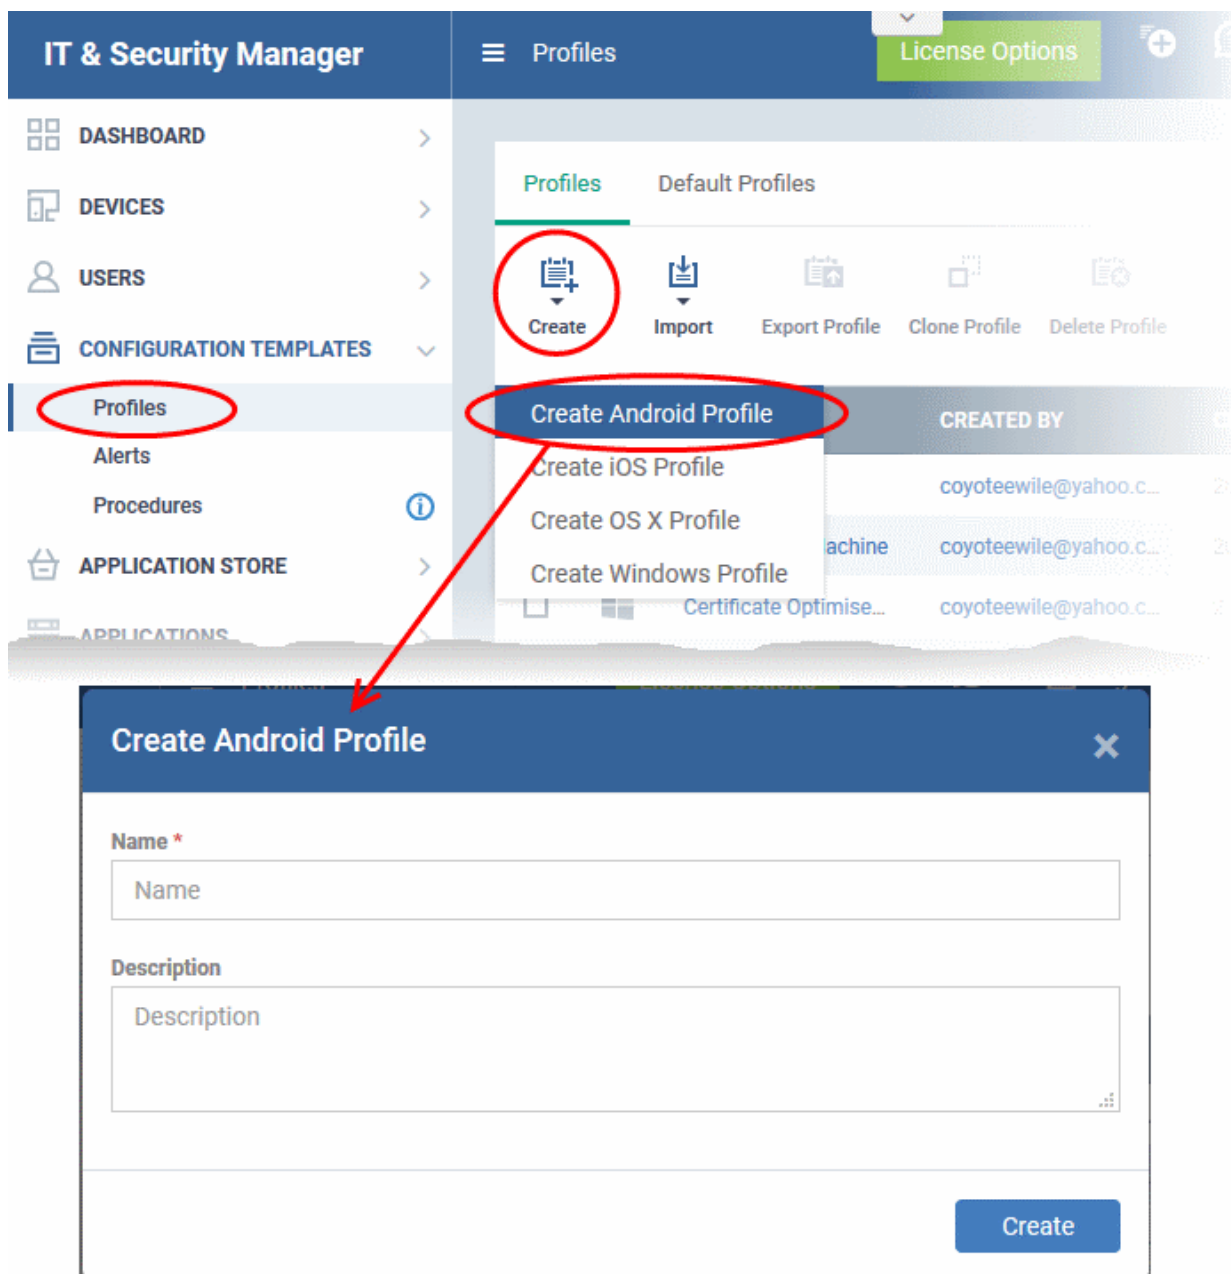 IT & Security Manager
Profiles
License Options
DASHBOARD
DEVICES
USERS
CONFIGURATION TEMPLATES
Profiles
Alerts
Procedures
APPLICATION STORE
APPLICATIONS
Profiles Default Profiles
Create Import Export Profile Clone Profile Delete Profile
Create Android Profile
CREATED BY
Create iOS Profile
coyoteewile@yahoo.c...
Create OS X Profile
achine coyoteewile@yahoo.c...
Create Windows Profile
Certificate Optimise... coyoteewile@yahoo.c...
Create Android Profile
Name *
Name
Description
Description
Create